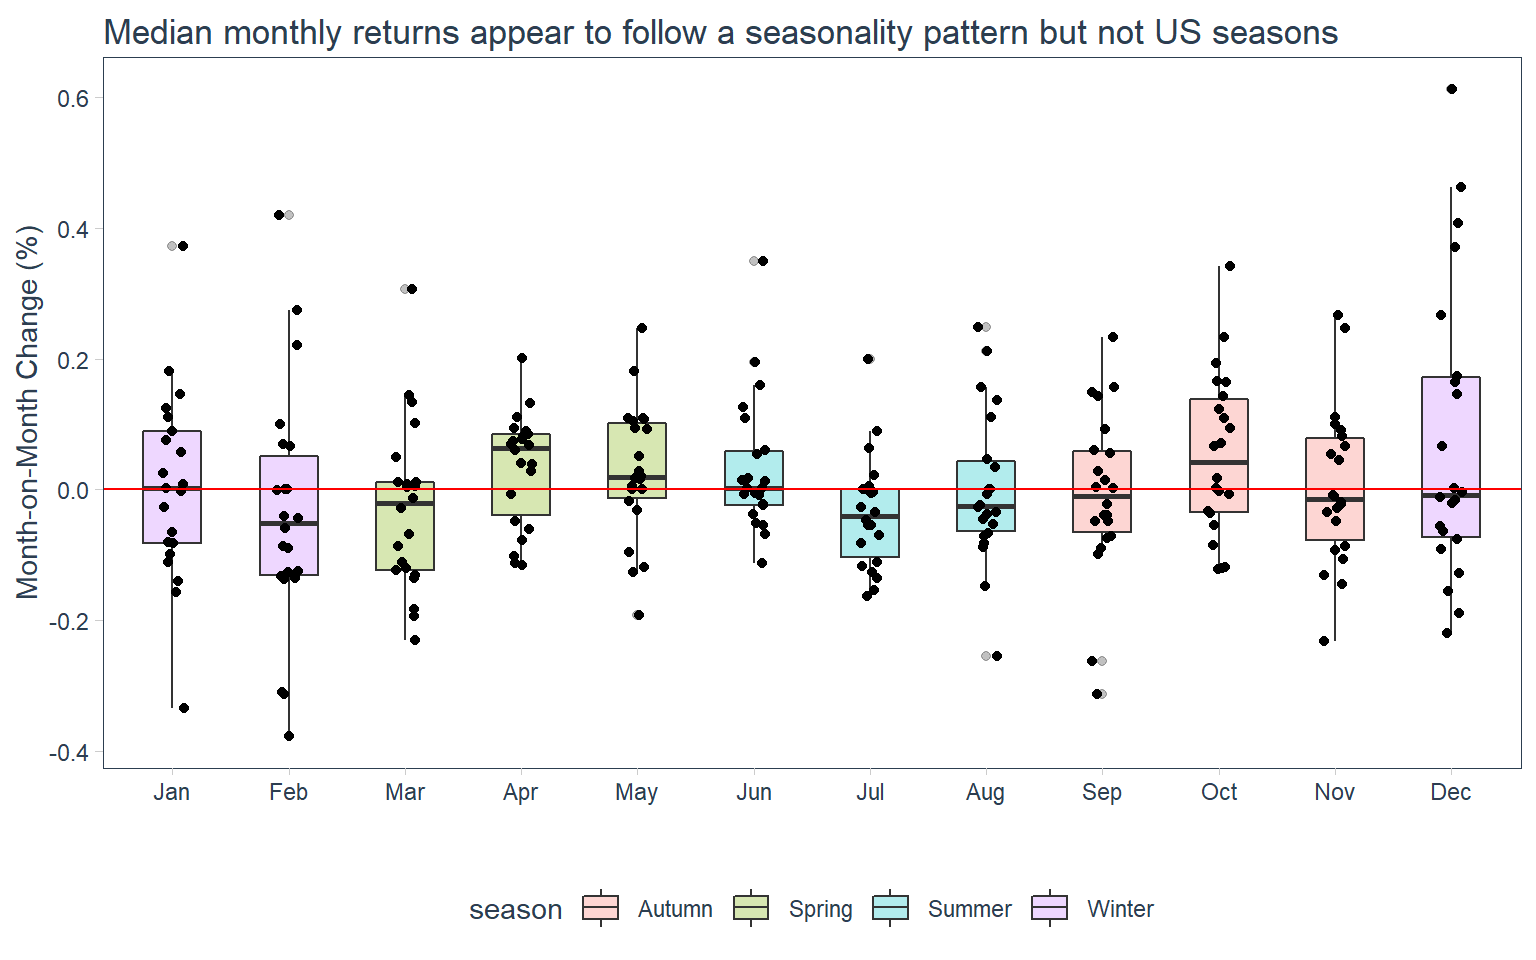 Median monthly returns appear to follow a seasonality pattern but not US seasons
Month-on-Month Change (%)
0.6
0.4
0.2
0.0
-0.2
-0.4
Jan Feb Mar Apr May Jun Jul Aug Sep Oct Nov Dec
season Autumn Spring Summer Winter